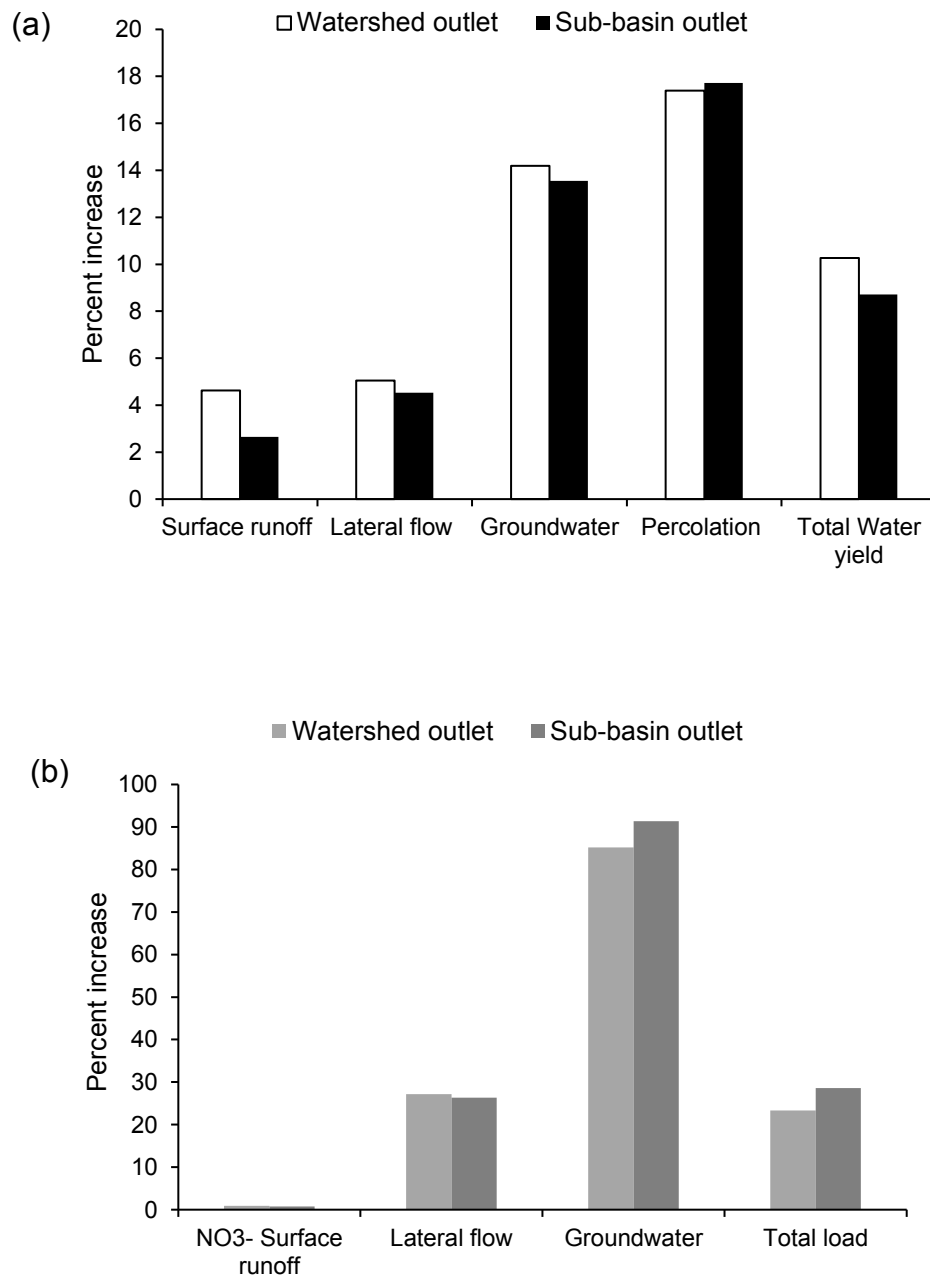 (a)
Watershed outlet Sub-basin outlet
20
18
16
14
12
10
8
6
4
2
0
Percent increase
Surface runoff Lateral flow Groundwater Percolation Total Water
yield
Watershed outlet Sub-basin outlet
(b)
100
90
80
70
60
50
40
30
20
10
0
Percent increase
NO3- Surface Lateral flow Groundwater Total load
runoff